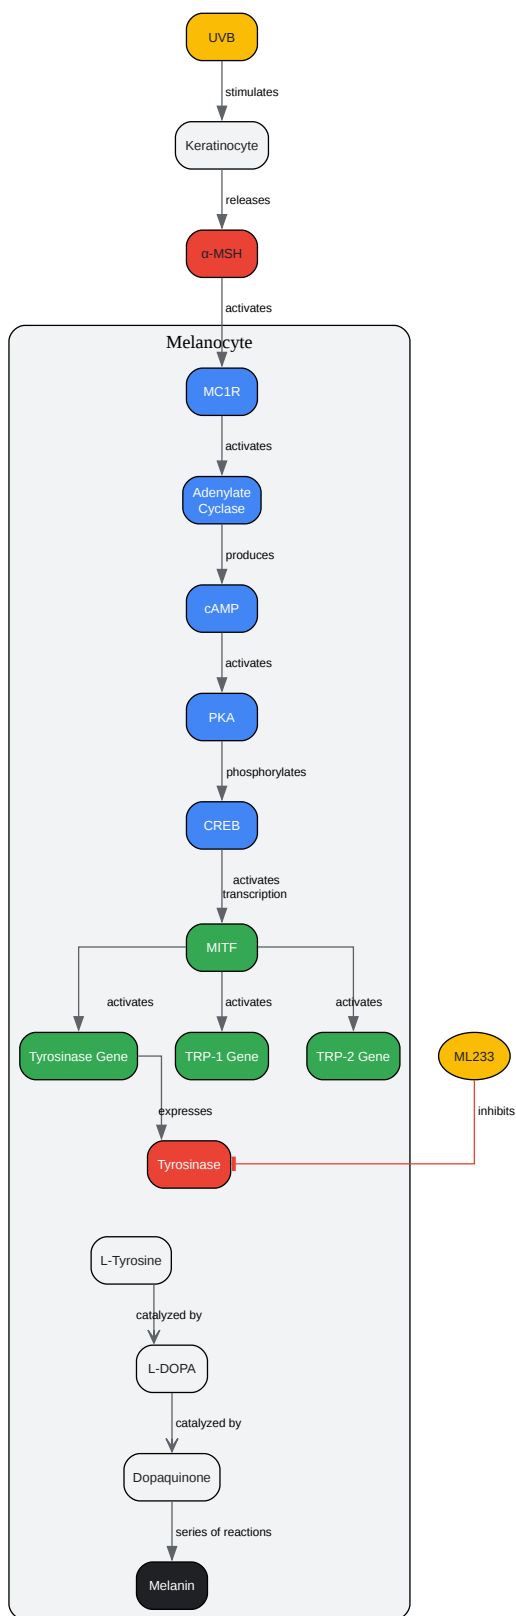 UVB
stimulates
Keratinocyte
releases
α-MSH
activates
Melanocyte
MC1R
activates
Adenylate
Cyclase
produces
cAMP
activates
PKA
phosphorylates
CREB
activates
transcription
MITF
activates
activates
activates
Tyrosinase Gene
TRP-1 Gene
TRP-2 Gene
ML233
expresses
inhibits
Tyrosinase
L-Tyrosine
catalyzed by
L-DOPA
catalyzed by
Dopaquinone
series of reactions
Melanin